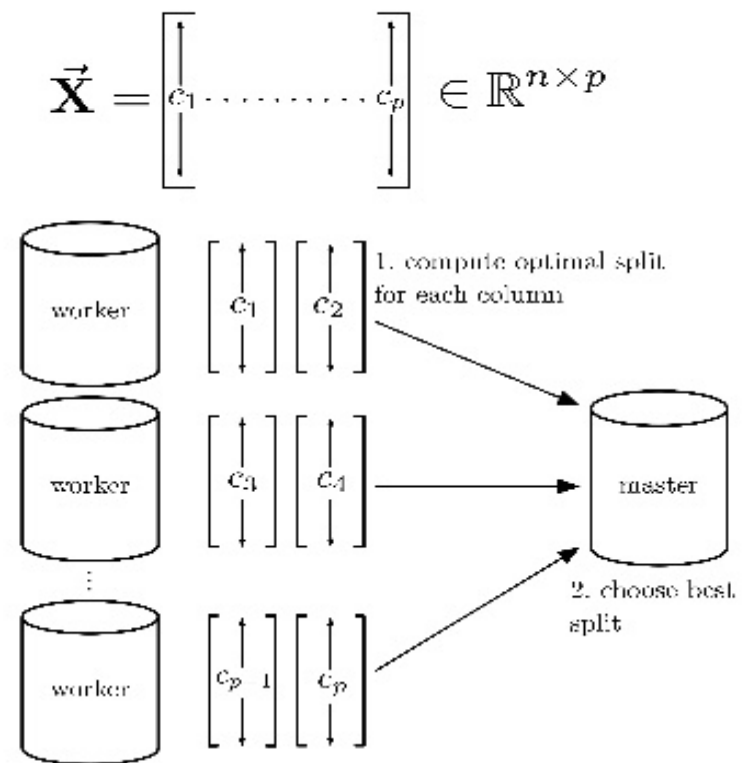 X⃗ = [c₁ · · · · · · · · · cₚ] ∈ ℝⁿˣᵖ
1. compute optimal split
for each column
worker
c₁
c₂
worker
c₃
c₄
master
⋮
2. choose best
split
worker
cₚ₋₁
cₚ